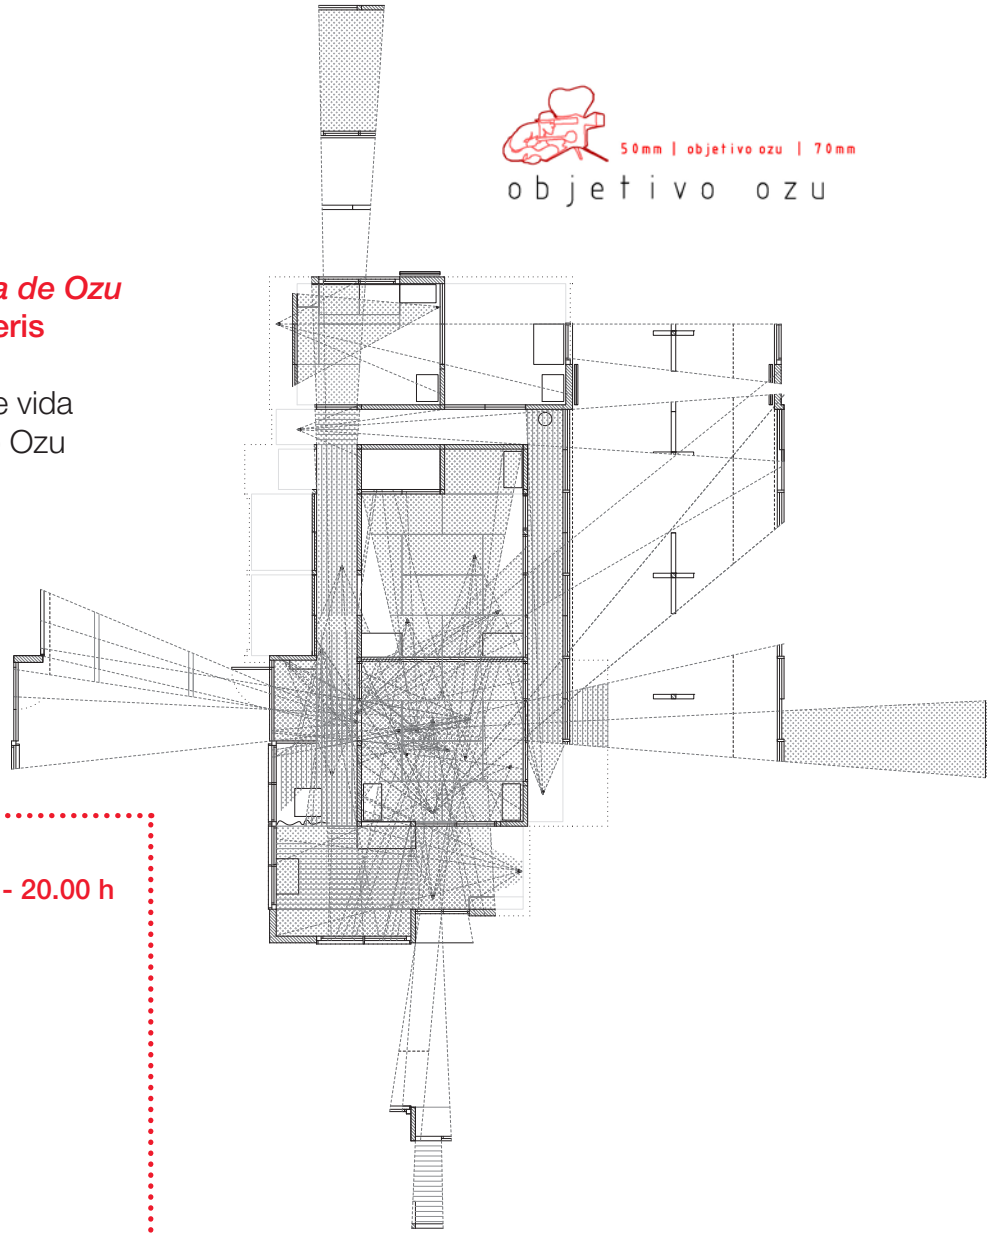 50mm | objetivo ozu | 70mm
objetivo ozu
a de Ozu
eris
e vida
Ozu
- 20.00 h